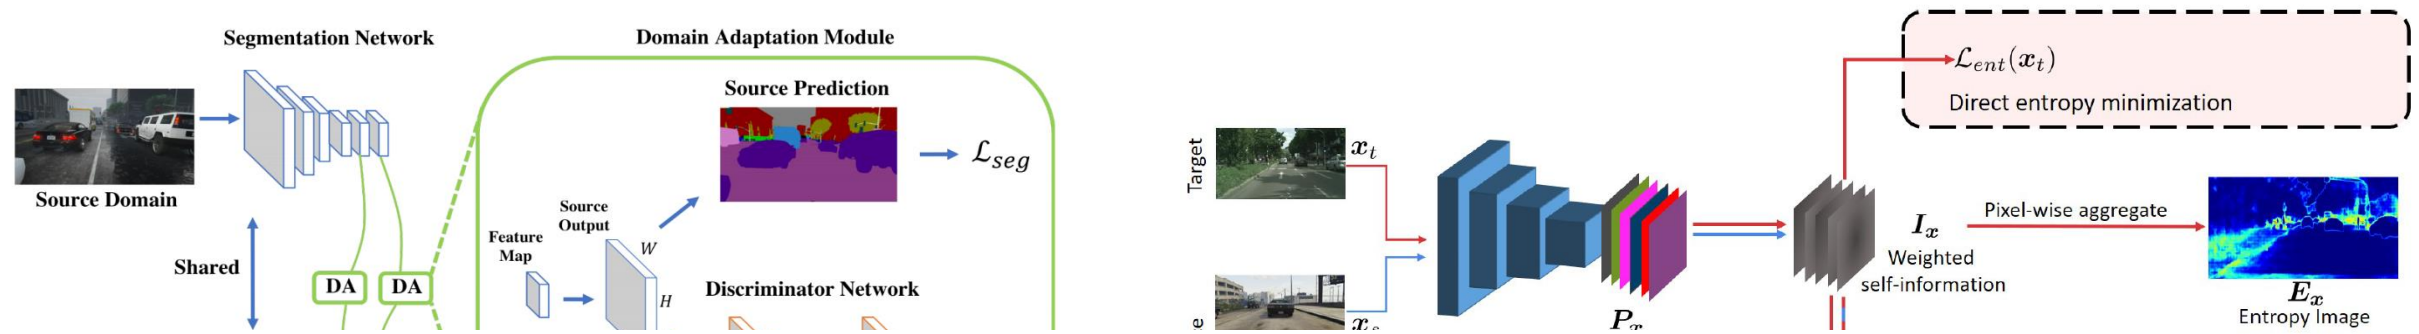 Segmentation Network
Domain Adaptation Module
Source Prediction
ℒseg
Source Domain
Source
Output
Feature
Map
W
H
Shared
DA
DA
Discriminator Network
ℒent(xt)
Direct entropy minimization
Target
xt
Ix
Pixel-wise aggregate
Weighted
self-information
Ex
Entropy Image
xs
Px